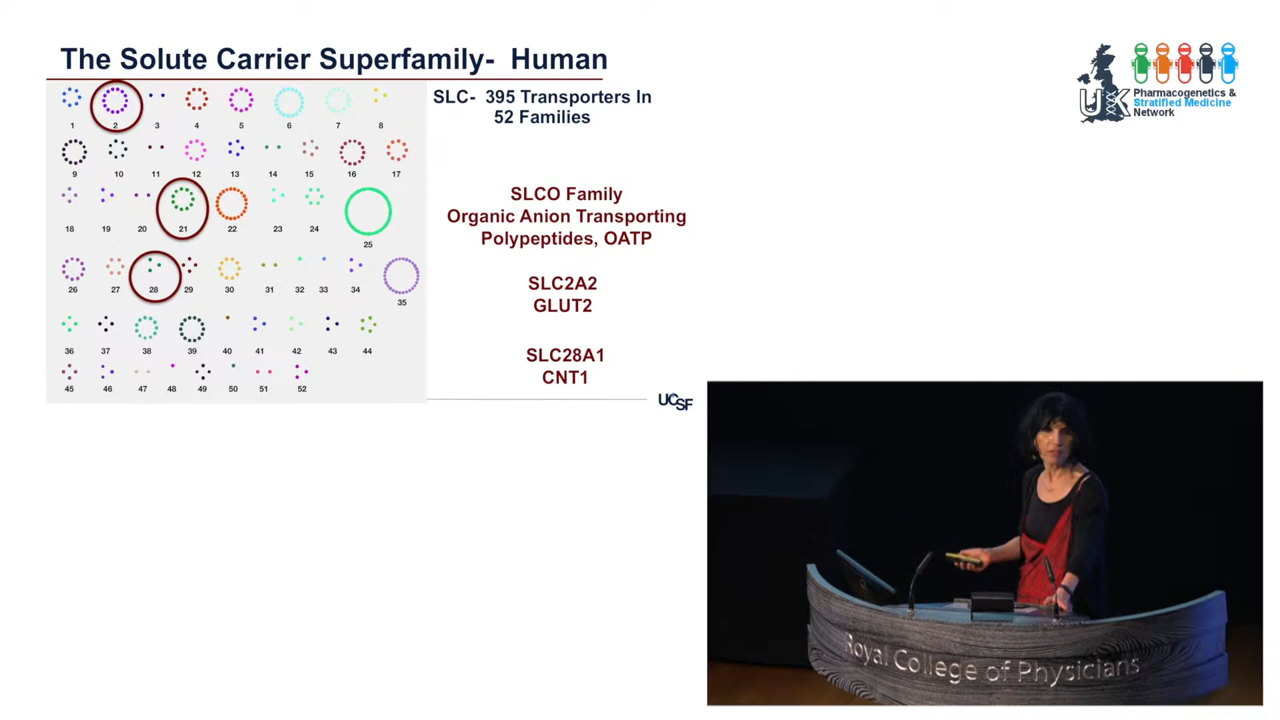 The Solute Carrier Superfamily- Human
SLC- 395 Transporters In
52 Families
1 2 3 4 5 6 7 8
9 10 11 12 13 14 15 16 17
18 19 20 21 22 23 24 25
26 27 28 29 30 31 32 33 34 35
36 37 38 39 40 41 42 43 44
45 46 47 48 49 50 51 52
SLCO Family
Organic Anion Transporting
Polypeptides, OATP
SLC2A2
GLUT2
SLC28A1
CNT1
UCSF
UK
Pharmacogenetics &
Stratified Medicine
Network
Royal College of Physicians